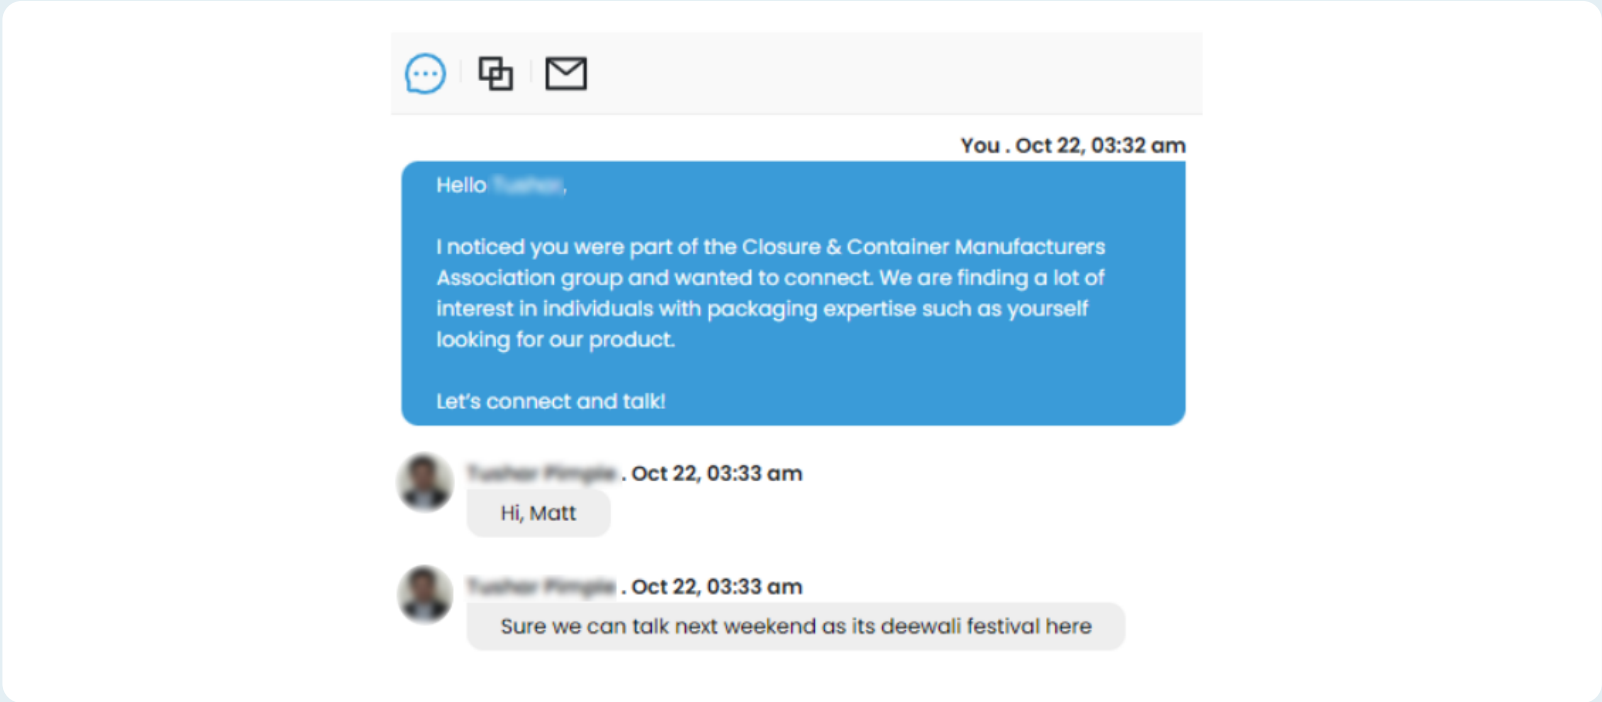 You . Oct 22, 03:32 am
Hello ,
I noticed you were part of the Closure & Container Manufacturers
Association group and wanted to connect. We are finding a lot of
interest in individuals with packaging expertise such as yourself
looking for our product.
Let's connect and talk!
. Oct 22, 03:33 am
Hi, Matt
. Oct 22, 03:33 am
Sure we can talk next weekend as its deewali festival here